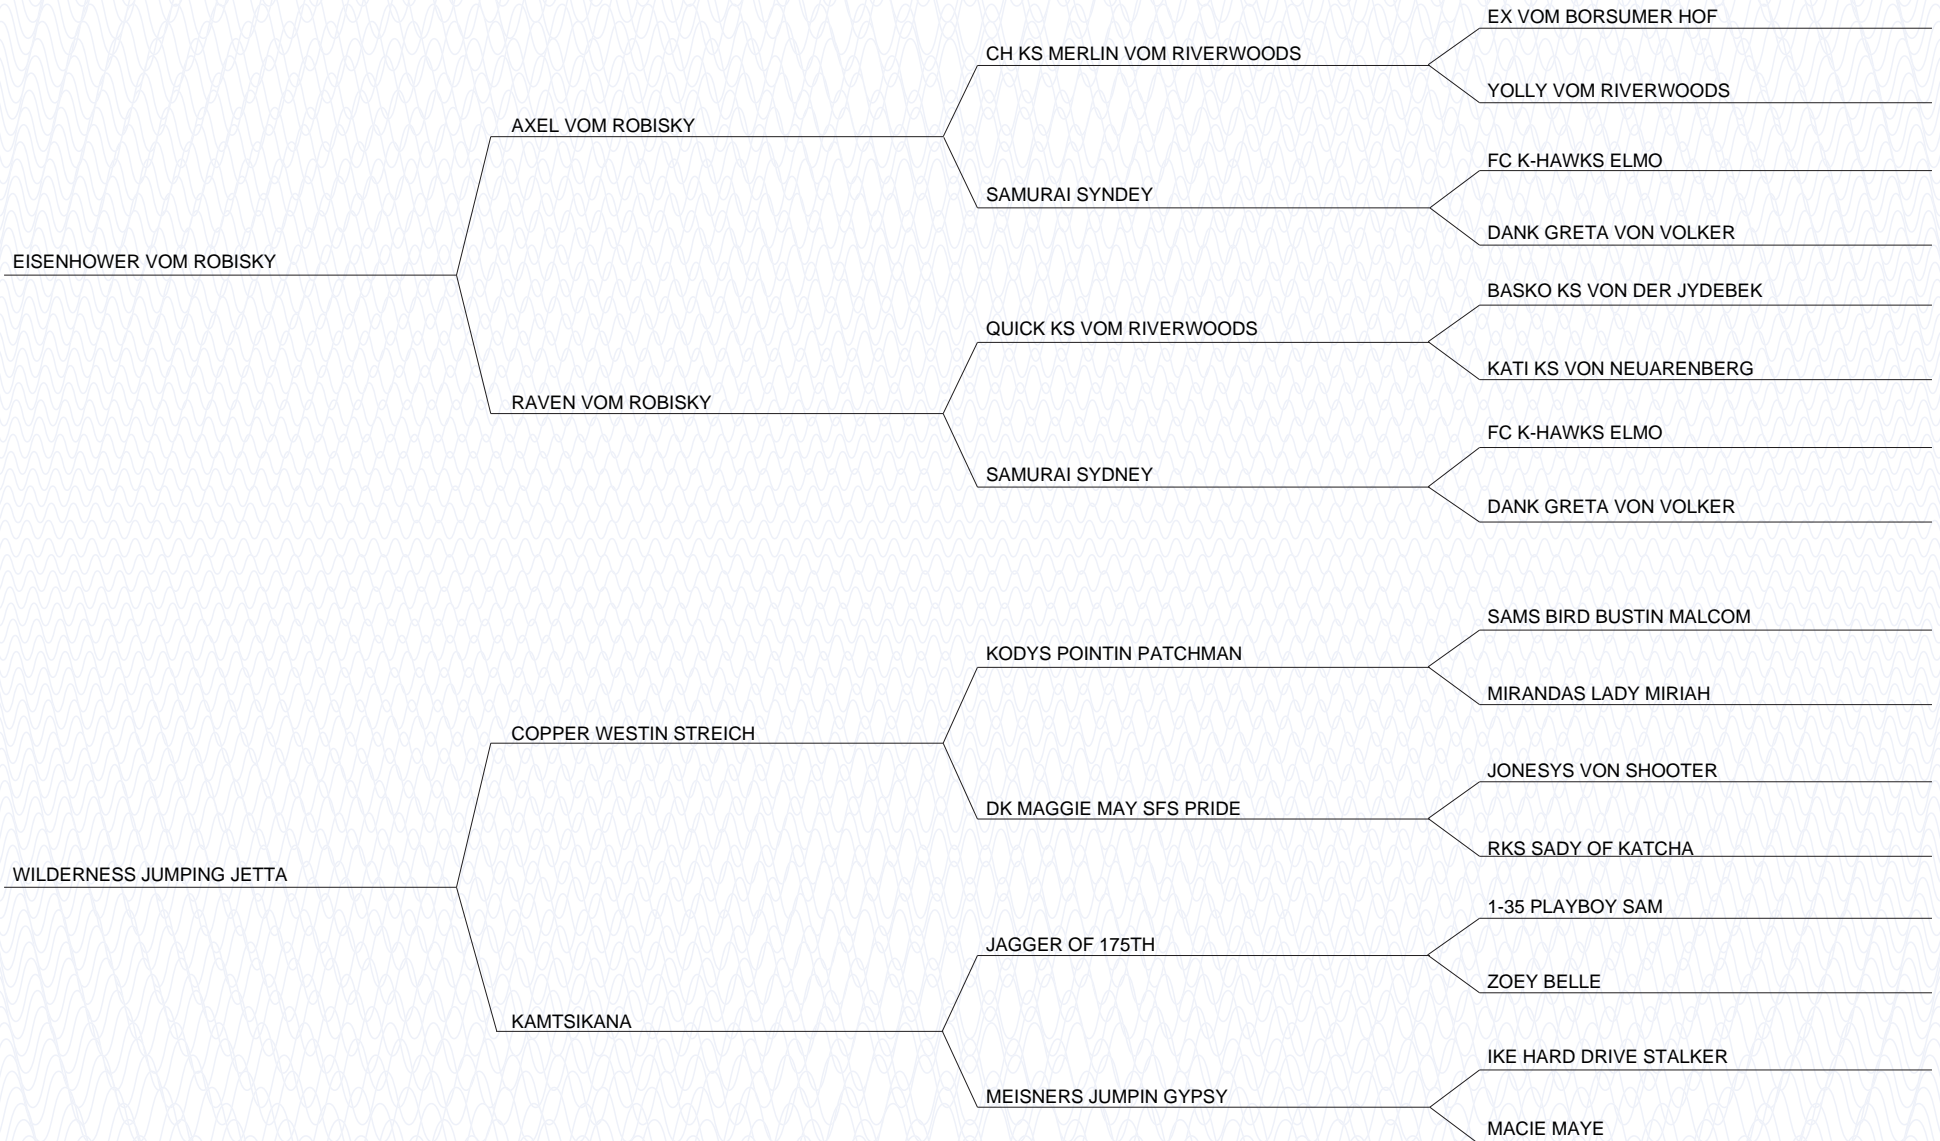 EX VOM BORSUMER HOF
CH KS MERLIN VOM RIVERWOODS
YOLLY VOM RIVERWOODS
AXEL VOM ROBISKY
FC K-HAWKS ELMO
SAMURAI SYNDEY
DANK GRETA VON VOLKER
EISENHOWER VOM ROBISKY
BASKO KS VON DER JYDEBEK
QUICK KS VOM RIVERWOODS
KATI KS VON NEUARENBERG
RAVEN VOM ROBISKY
FC K-HAWKS ELMO
SAMURAI SYDNEY
DANK GRETA VON VOLKER
SAMS BIRD BUSTIN MALCOM
KODYS POINTIN PATCHMAN
MIRANDAS LADY MIRIAH
COPPER WESTIN STREICH
JONESYS VON SHOOTER
DK MAGGIE MAY SFS PRIDE
RKS SADY OF KATCHA
WILDERNESS JUMPING JETTA
1-35 PLAYBOY SAM
JAGGER OF 175TH
ZOEY BELLE
KAMTSIKANA
IKE HARD DRIVE STALKER
MEISNERS JUMPIN GYPSY
MACIE MAYE